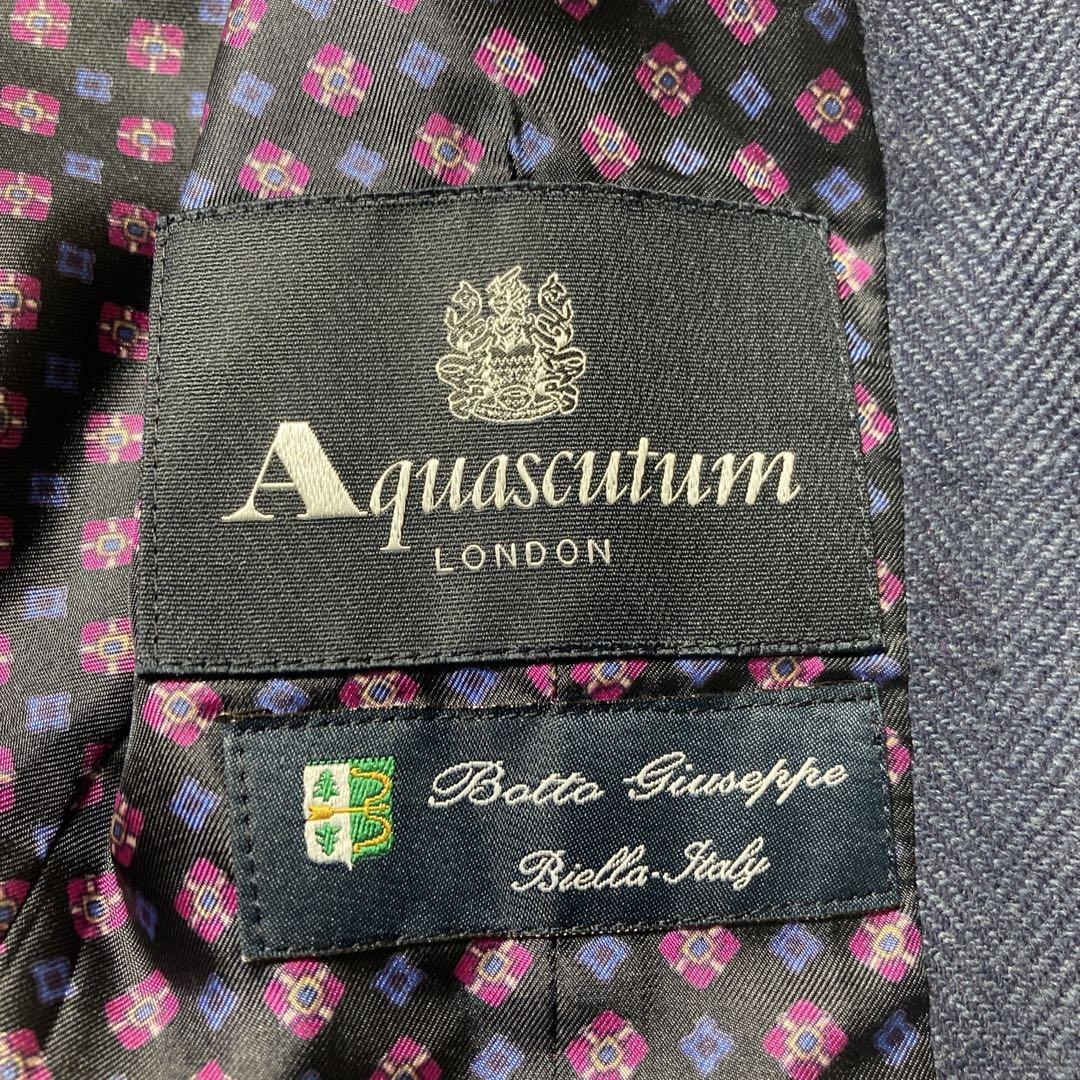 Aquascutum
LONDON
Botto Giuseppe
Biella-Italy